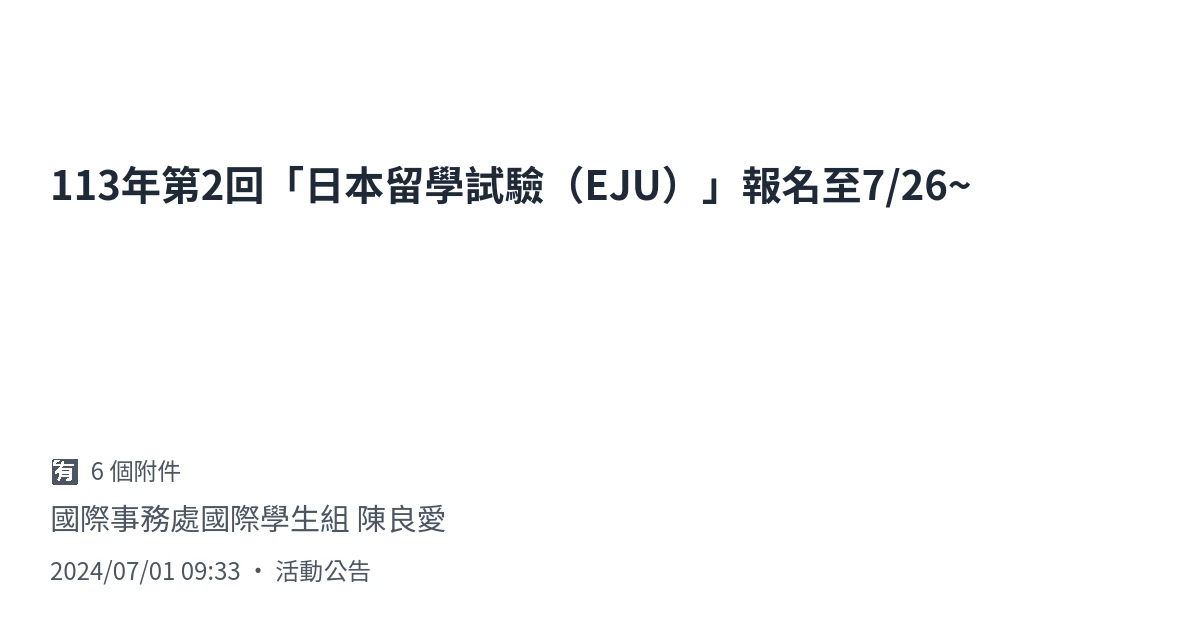 113年第2回「日本留學試驗（EJU）」報名至7/26~
有 6 個附件
國際事務處國際學生組 陳良愛
2024/07/01 09:33 • 活動公告